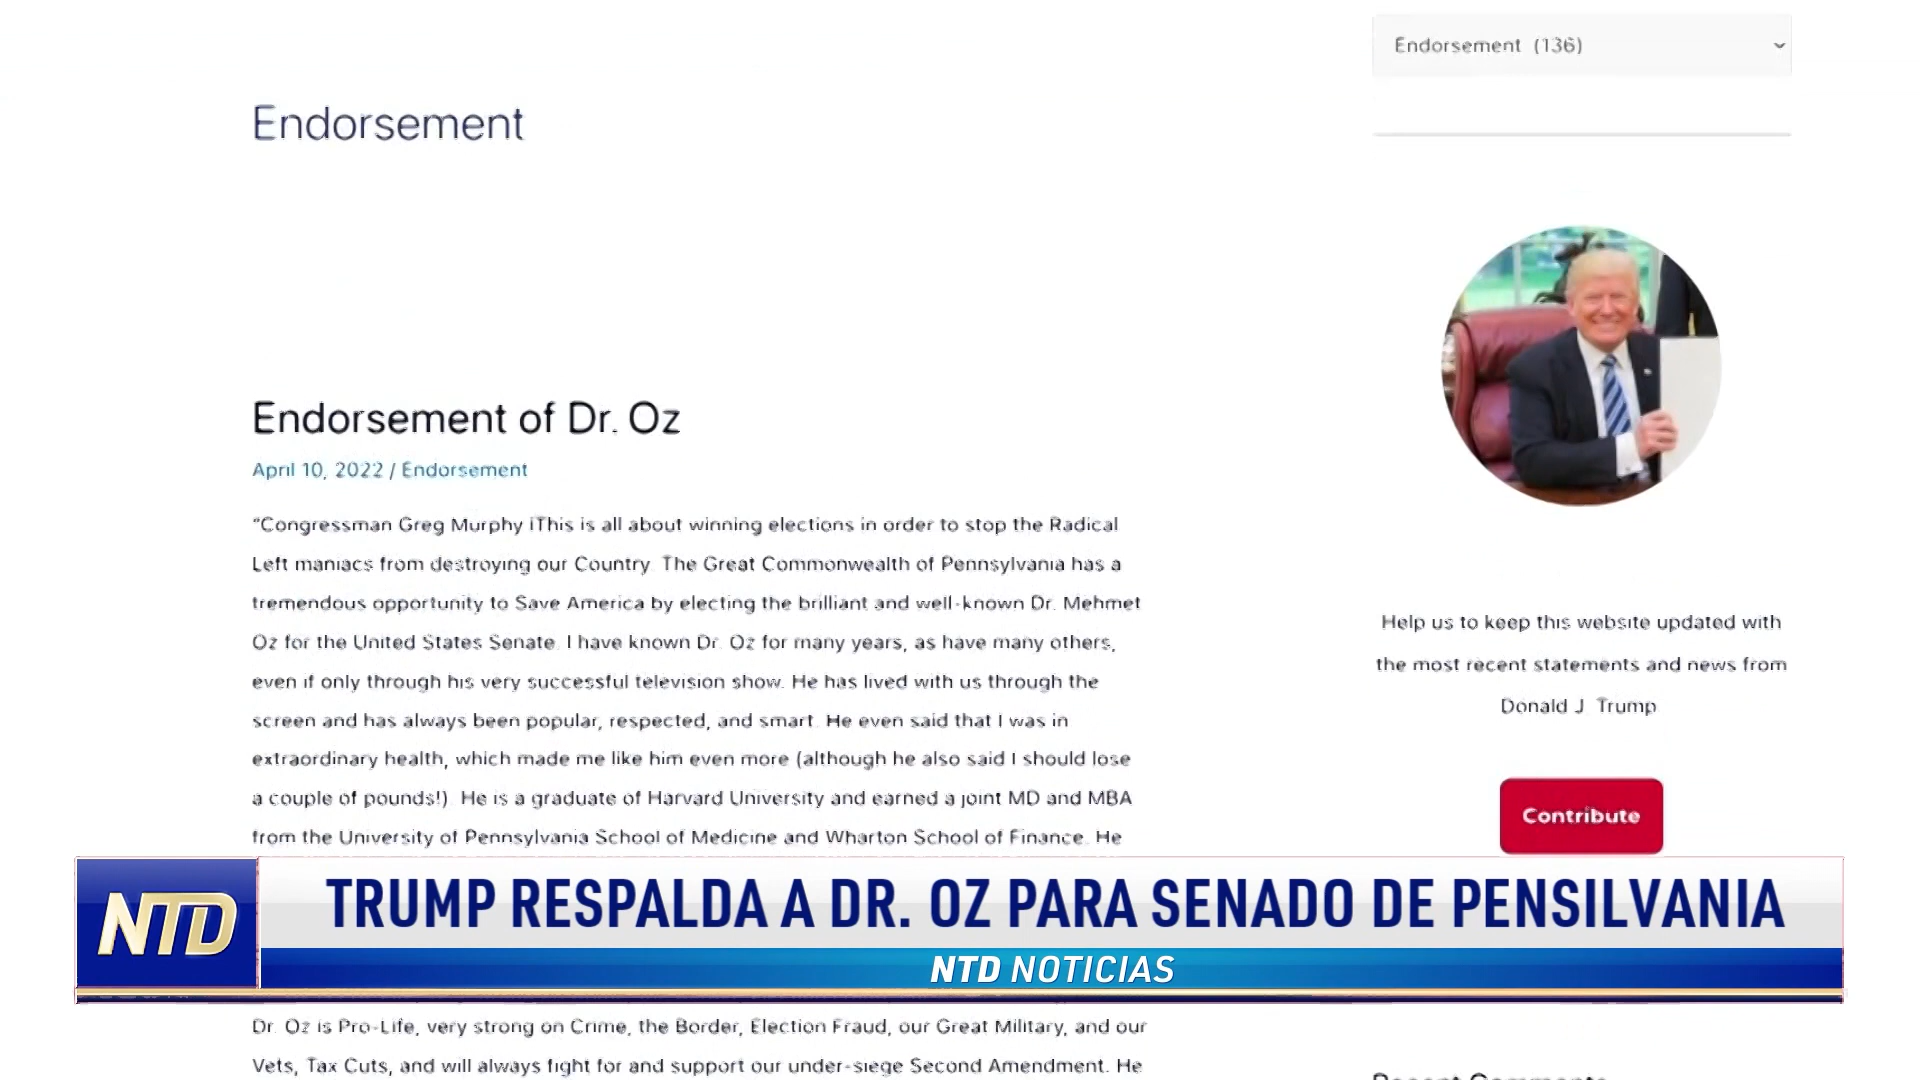 Endorsement (136)
Endorsement
Endorsement of Dr. Oz
April 10, 2022 / Endorsement
“Congressman Greg Murphy IThis is all about winning elections in order to stop the Radical
Left maniacs from destroying our Country. The Great Commonwealth of Pennsylvania has a
tremendous opportunity to Save America by electing the brilliant and well-known Dr. Mehmet
Oz for the United States Senate. I have known Dr. Oz for many years, as have many others,
even if only through his very successful television show. He has lived with us through the
screen and has always been popular, respected, and smart. He even said that I was in
extraordinary health, which made me like him even more (although he also said I should lose
a couple of pounds!). He is a graduate of Harvard University and earned a joint MD and MBA
from the University of Pennsylvania School of Medicine and Wharton School of Finance. He
Help us to keep this website updated with
the most recent statements and news from
Donald J. Trump
Contribute
NTD
TRUMP RESPALDA A DR. OZ PARA SENADO DE PENSILVANIA
NTD NOTICIAS
Dr. Oz is Pro-Life, very strong on Crime, the Border, Election Fraud, our Great Military, and our
Vets, Tax Cuts, and will always fight for and support our under-siege Second Amendment. He
Recent Comments